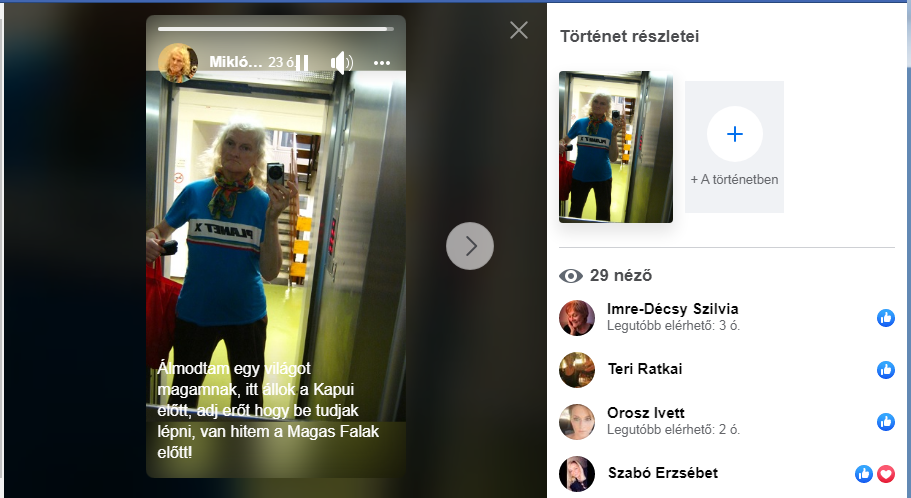 Történet részletei
Mikló... 23 ó.
PLANET X
Álmodtam egy világot
magamnak, itt állok a Kapui
előtt, adj erőt hogy be tudjak
lépni, van hitem a Magas Falak
előtt!
+ A történetben
29 néző
Imre-Décsy Szilvia
Legutóbb elérhető: 3 ó.
Teri Ratkai
Orosz Ivett
Legutóbb elérhető: 2 ó.
Szabó Erzsébet